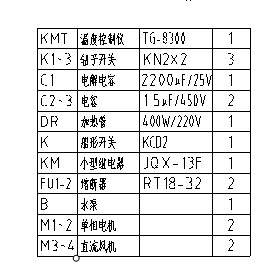 KMT 温度控制仪 TG-8300 1
K1~3 钮子开关 KN2×2 3
C1 电解电容 2200μF/25V 1
C2~3 电容 1.5μF/450V 2
DR 加热管 400W/220V 1
K 船形开关 KCD2 1
KM 小型继电器 JQX-13F 1
FU1-2 熔断器 RT18-32 2
B 水泵 1
M1~2 单相电机 2
M3~4 直流风机 2